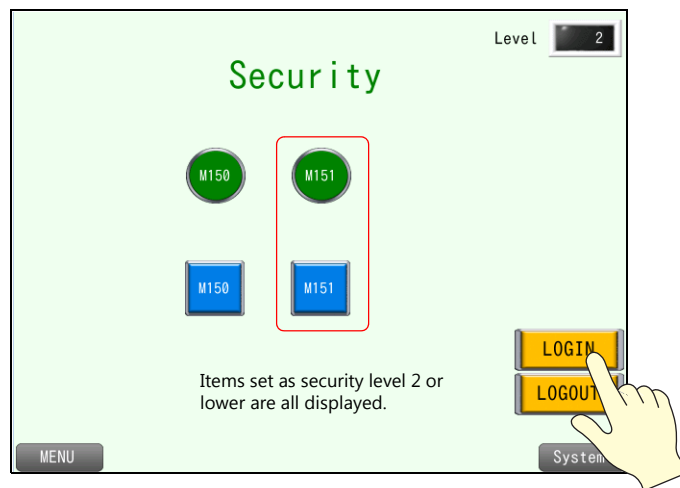 Level 2
Security
M150 M151
M150 M151
LOGIN
Items set as security level 2 or
lower are all displayed.
LOGOUT
MENU
System